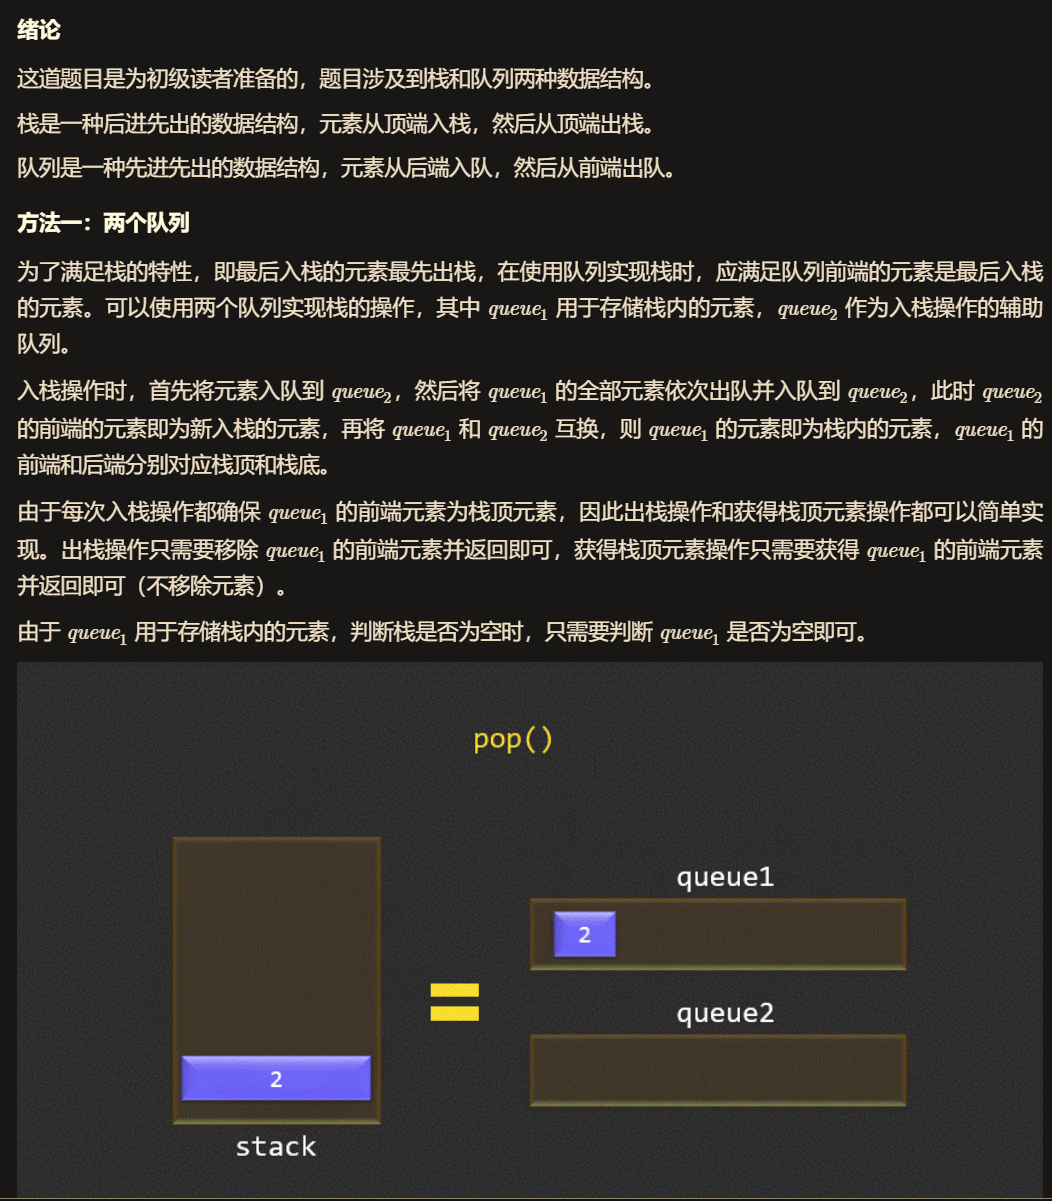 绪论
这道题目是为初级读者准备的，题目涉及到栈和队列两种数据结构。
栈是一种后进先出的数据结构，元素从顶端入栈，然后从顶端出栈。
队列是一种先进先出的数据结构，元素从后端入队，然后从前端出队。
方法一：两个队列
为了满足栈的特性，即最后入栈的元素最先出栈，在使用队列实现栈时，应满足队列前端的元素是最后入栈
的元素。可以使用两个队列实现栈的操作，其中 queue₁ 用于存储栈内的元素，queue₂ 作为入栈操作的辅助
队列。
入栈操作时，首先将元素入队到 queue₂，然后将 queue₁ 的全部元素依次出队并入队到 queue₂，此时 queue₂
的前端的元素即为新入栈的元素，再将 queue₁ 和 queue₂ 互换，则 queue₁ 的元素即为栈内的元素，queue₁ 的
前端和后端分别对应栈顶和栈底。
由于每次入栈操作都确保 queue₁ 的前端元素为栈顶元素，因此出栈操作和获得栈顶元素操作都可以简单实
现。出栈操作只需要移除 queue₁ 的前端元素并返回即可，获得栈顶元素操作只需要获得 queue₁ 的前端元素
并返回即可（不移除元素）。
由于 queue₁ 用于存储栈内的元素，判断栈是否为空时，只需要判断 queue₁ 是否为空即可。
pop()
queue1
2
queue2
2
stack